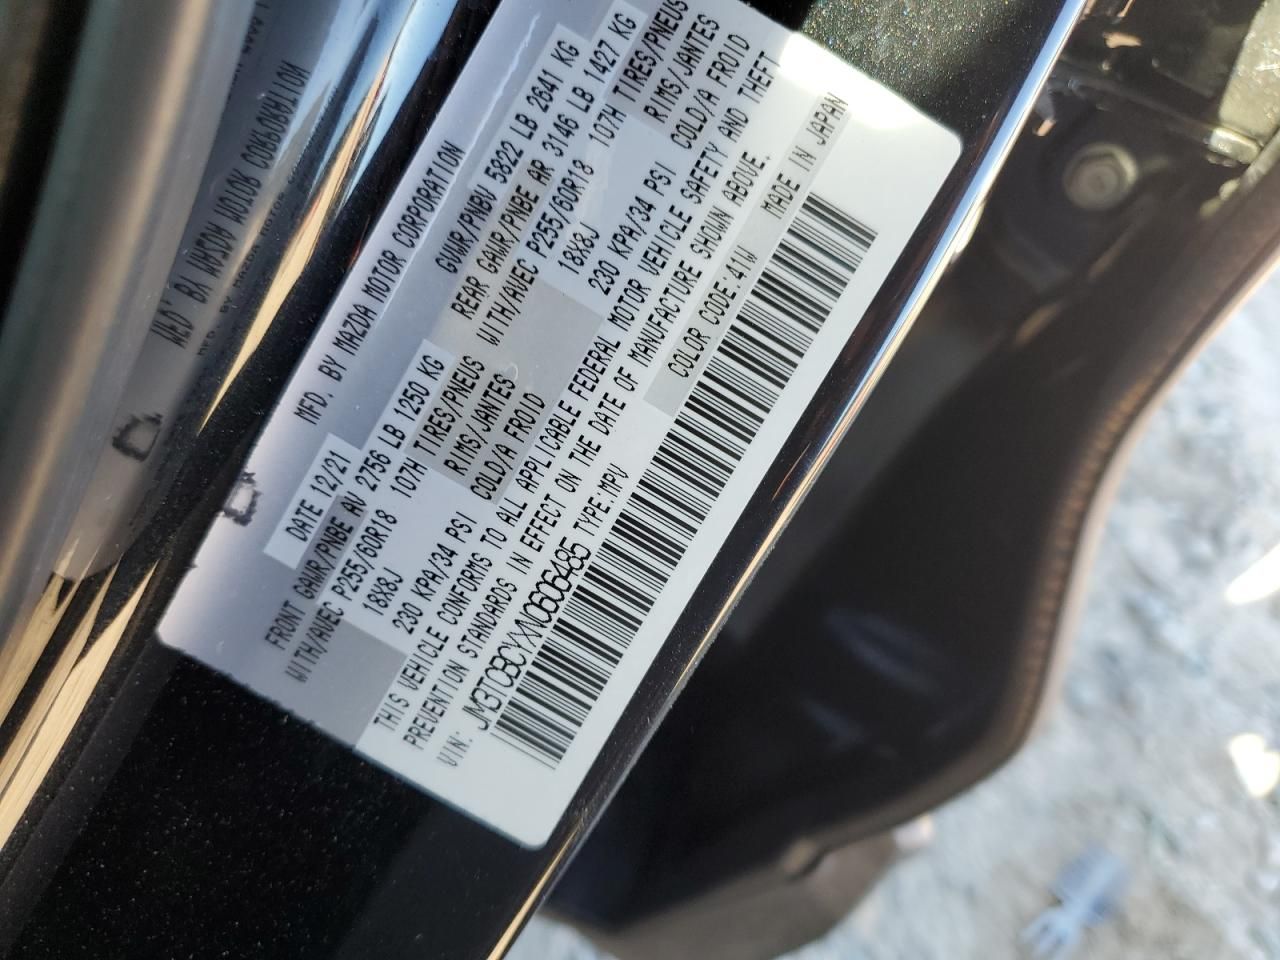 MFD. BY MAZDA MOTOR CORPORATION
DATE 12/21 GVWR/PNBV 5822 LB 2641 KG
FRONT GAWR/PNBE AV 2756 LB 1250 KG REAR GAWR/PNBE AR 3146 LB 1427 KG
WITH/AVEC P255/60R18 107H TIRES/PNEUS WITH/AVEC P255/60R18 107H TIRES/PNEUS
18X8J RIMS/JANTES 18X8J RIMS/JANTES
230 KPA/34 PSI COLD/A FROID 230 KPA/34 PSI COLD/A FROID
THIS VEHICLE CONFORMS TO ALL APPLICABLE FEDERAL MOTOR VEHICLE SAFETY AND THEFT
PREVENTION STANDARDS IN EFFECT ON THE DATE OF MANUFACTURE SHOWN ABOVE.
VIN: JM3TCBCYXN0606485 TYPE:MPV COLOR CODE:41W MADE IN JAPAN